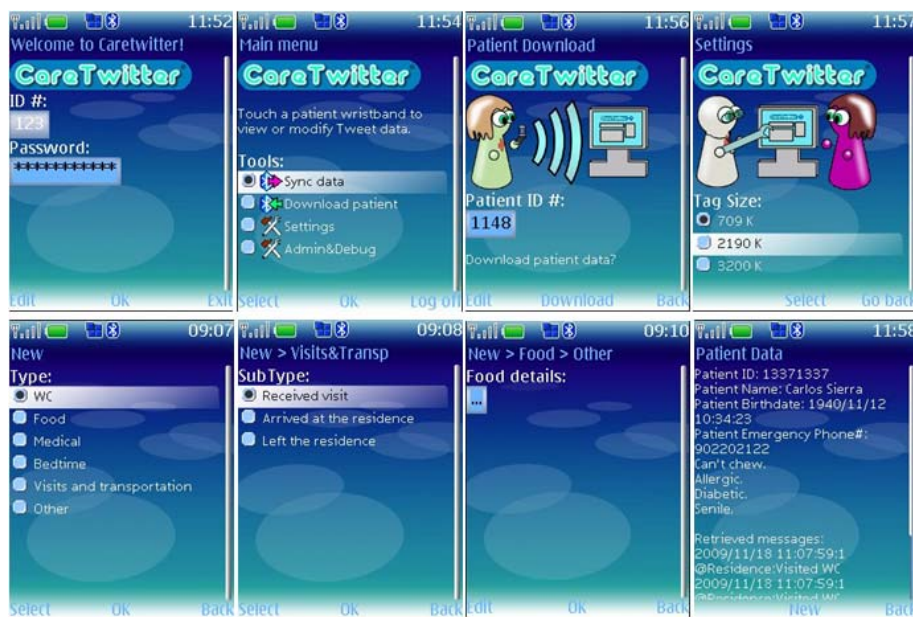 11:52
Welcome to Caretwitter!
CareTwitter
ID #:
123
Password:
***********
Edit Ok Exit
11:54
Main menu
CareTwitter
Touch a patient wristband to
view or modify Tweet data.
Tools:
Sync data
Download patient
Settings
Admin&Debug
Select OK Log off
11:56
Patient Download
CareTwitter
Patient ID #:
1148
Download patient data?
Edit Download Back
11:57
Settings
CareTwitter
Tag Size:
709 K
2190 K
3200 K
Select Go back
09:07
New
Type:
WC
Food
Medical
Bedtime
Visits and transportation
Other
Select OK Back
09:08
New > Visits&Transp
SubType:
Received visit
Arrived at the residence
Left the residence
Select OK Back
09:10
New > Food > Other
Food details:
...
Edit OK Back
11:58
Patient Data
Patient ID: 13371337
Patient Name: Carlos Sierra
Patient Birthdate: 1940/11/12
10:34:23
Patient Emergency Phone#:
902202122
Can't chew.
Allergic.
Diabetic.
Senile.
Retrieved messages:
2009/11/18 11:07:59:1
@Residence:Visited WC
2009/11/18 11:07:59:1
@Residence:Visited WC
New Back